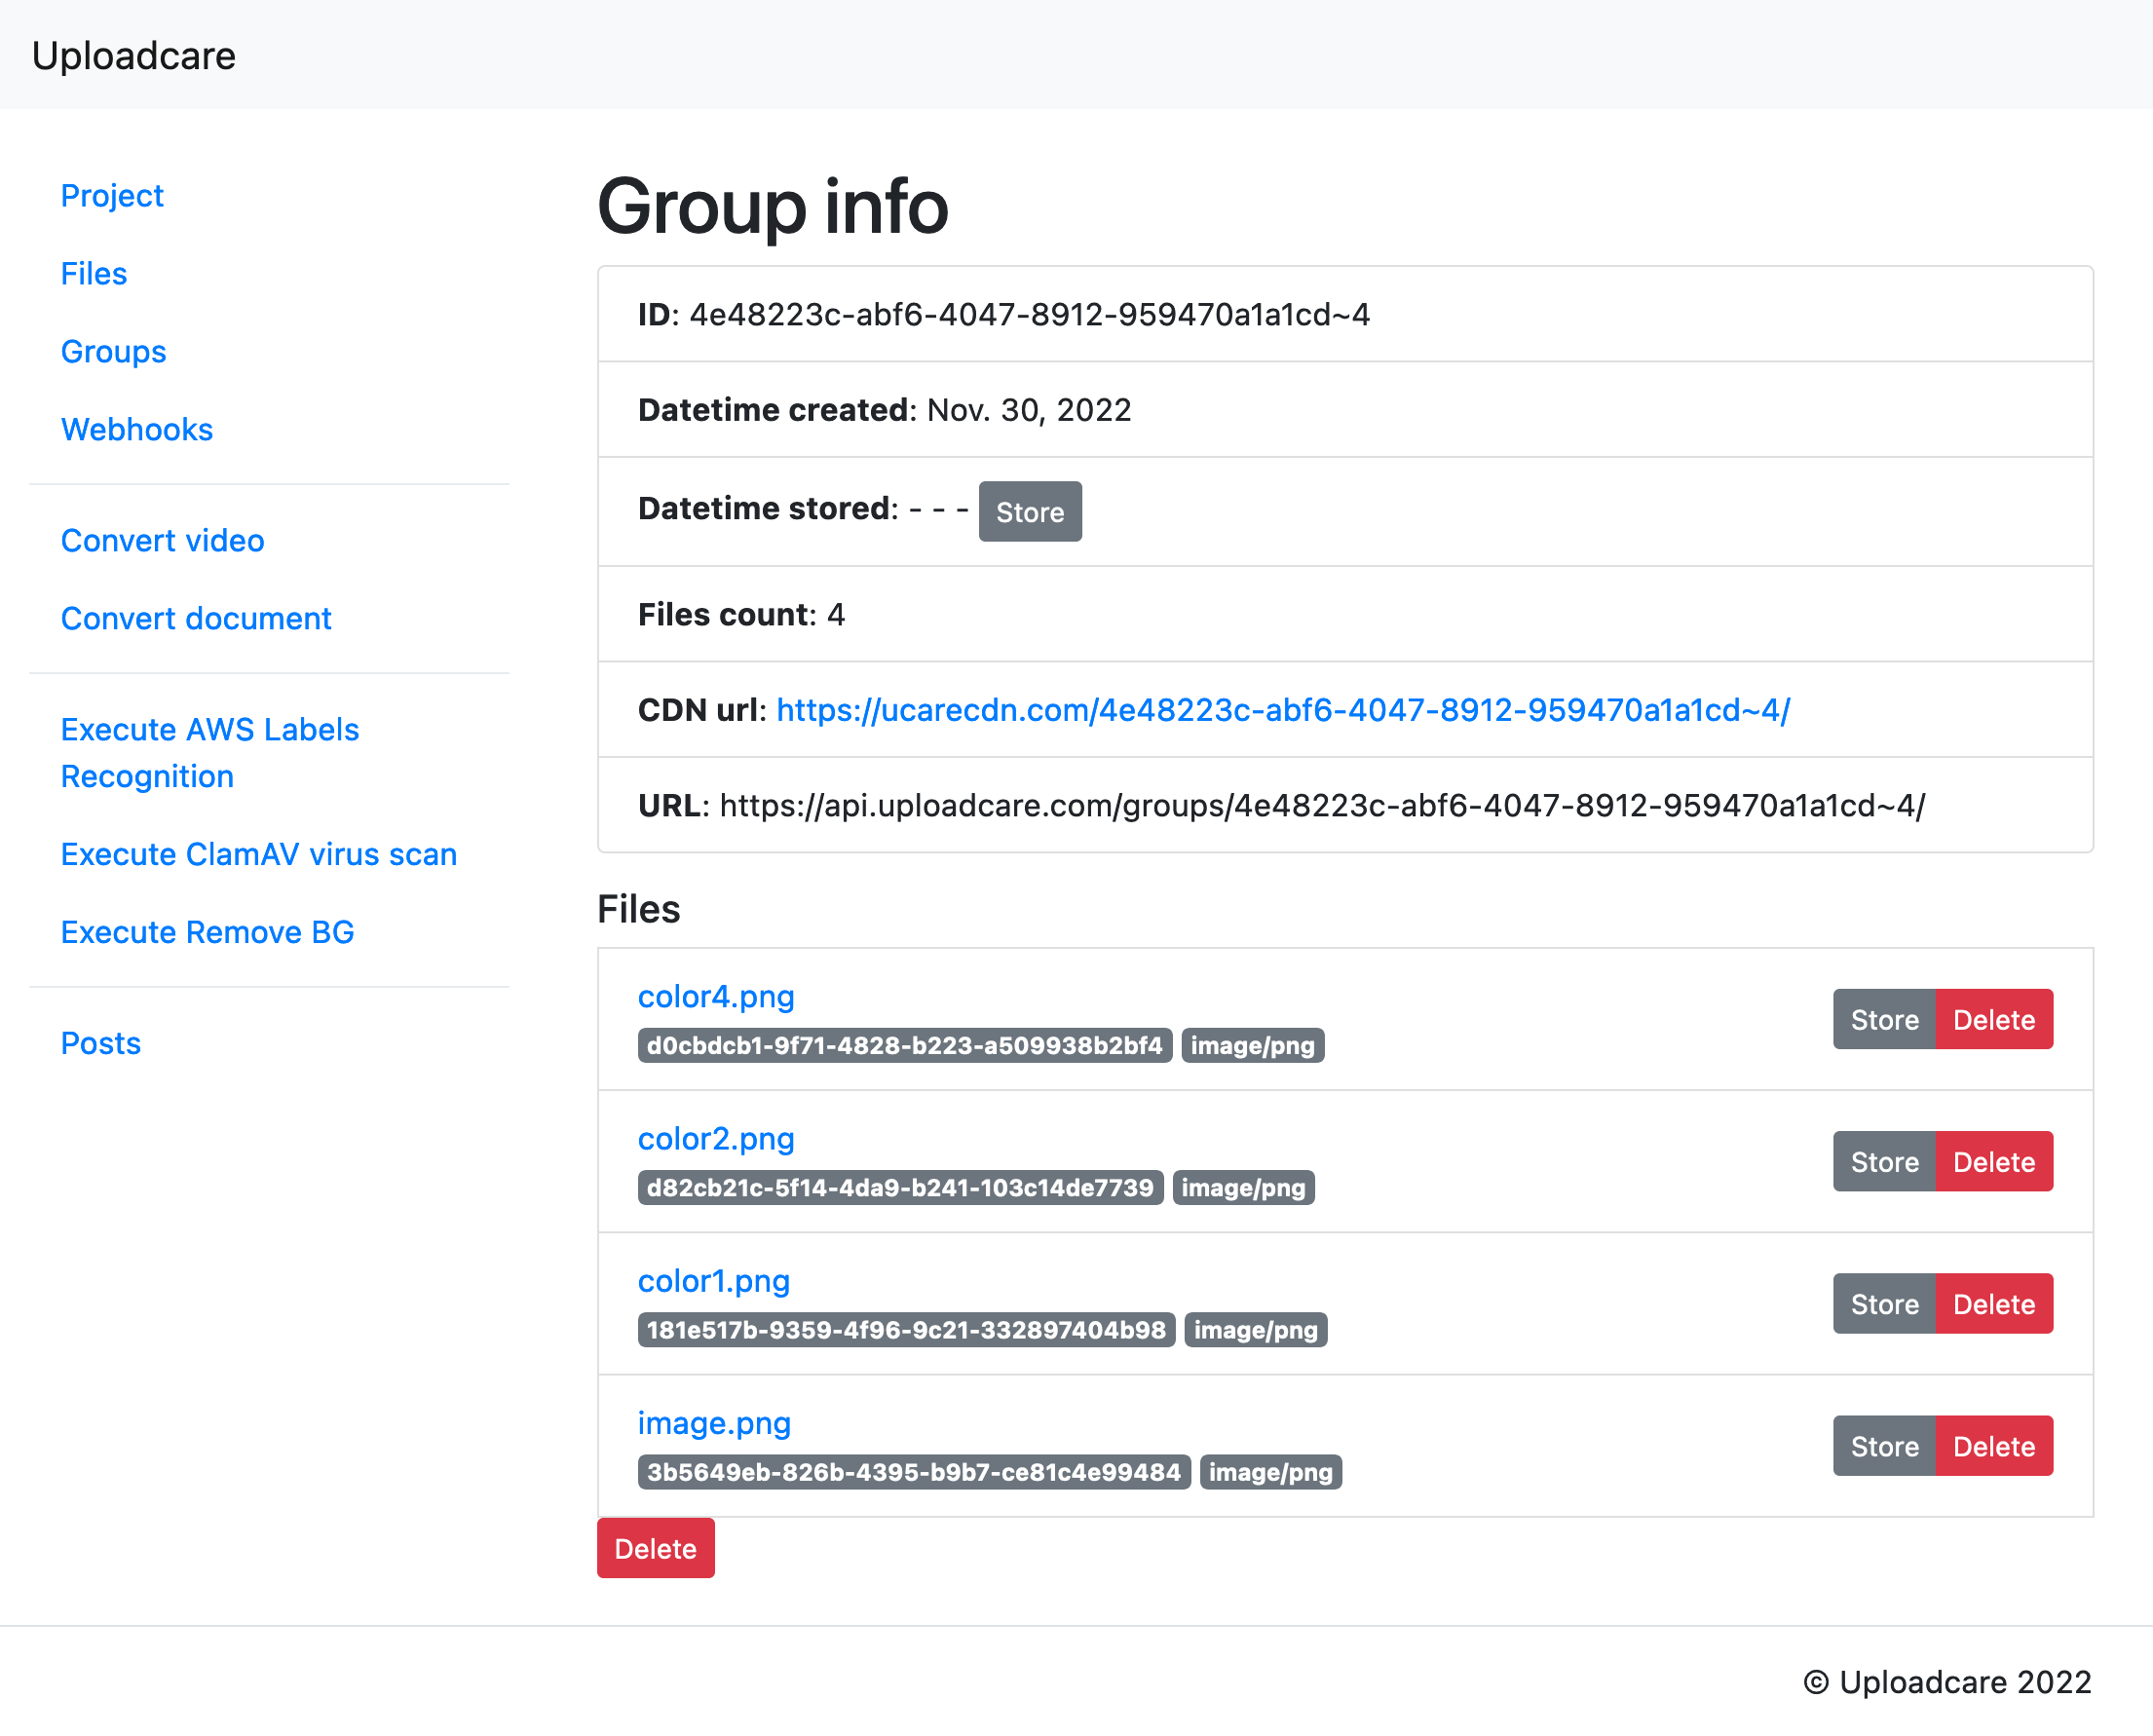 Uploadcare
Project
Files
Groups
Webhooks
Convert video
Convert document
Execute AWS Labels
Recognition
Execute ClamAV virus scan
Execute Remove BG
Posts
Group info
ID: 4e48223c-abf6-4047-8912-959470a1a1cd~4
Datetime created: Nov. 30, 2022
Datetime stored: - - - Store
Files count: 4
CDN url: https://ucarecdn.com/4e48223c-abf6-4047-8912-959470a1a1cd~4/
URL: https://api.uploadcare.com/groups/4e48223c-abf6-4047-8912-959470a1a1cd~4/
Files
color4.png
d0cbdcb1-9f71-4828-b223-a509938b2bf4 image/png
Store Delete
color2.png
d82cb21c-5f14-4da9-b241-103c14de7739 image/png
Store Delete
color1.png
181e517b-9359-4f96-9c21-332897404b98 image/png
Store Delete
image.png
3b5649eb-826b-4395-b9b7-ce81c4e99484 image/png
Store Delete
Delete
© Uploadcare 2022